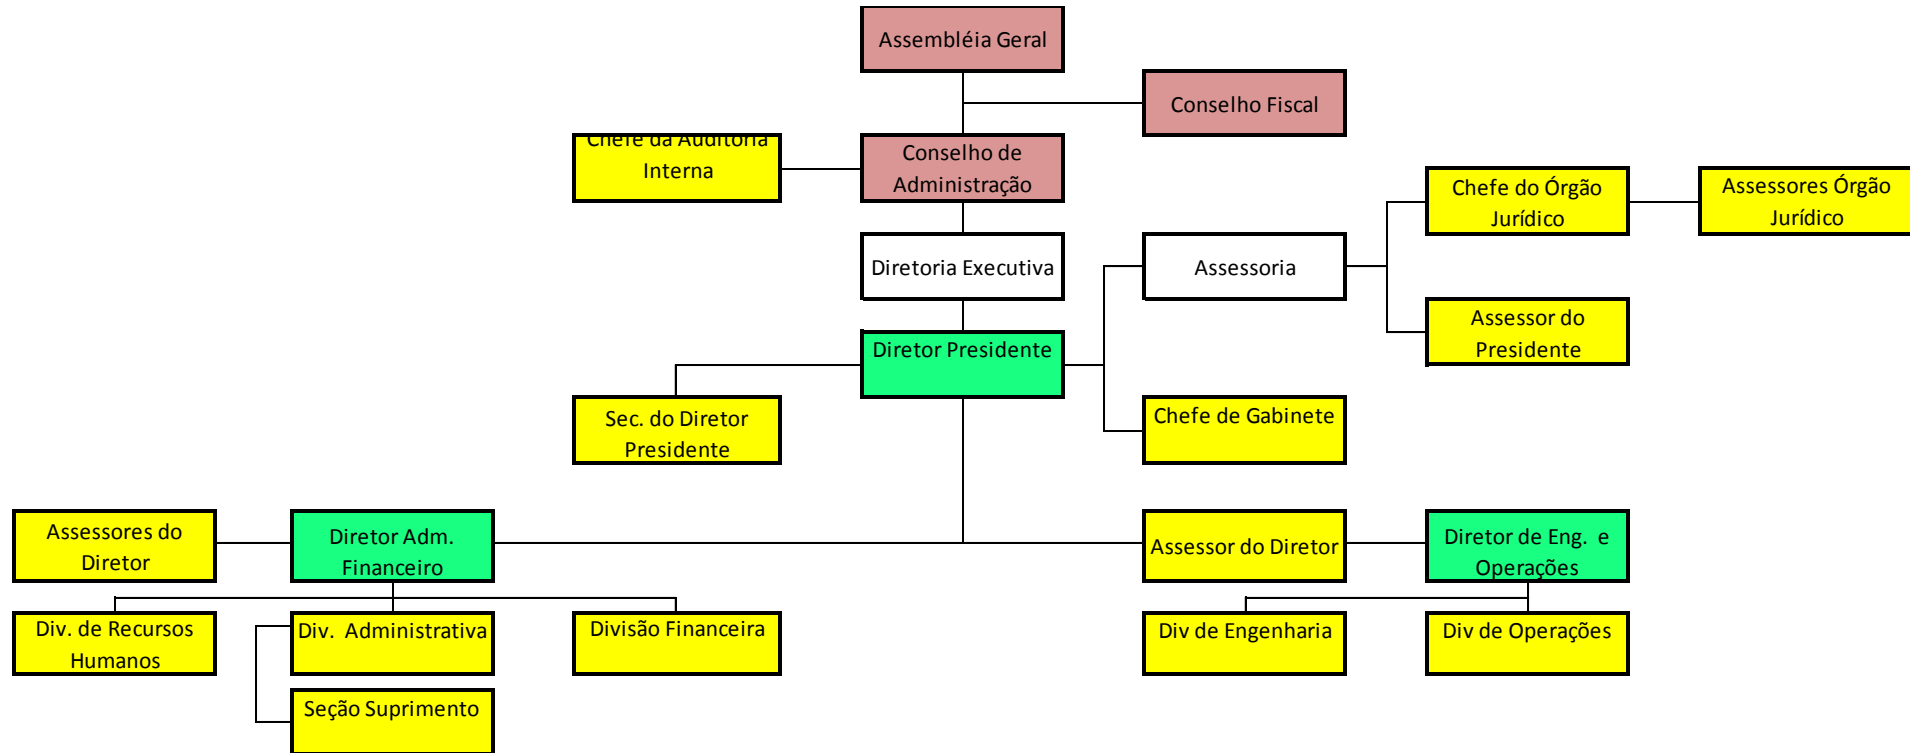 Assembléia Geral
Conselho Fiscal
Chefe da Auditoria
Interna
Conselho de
Administração
Chefe do Órgão
Jurídico
Assessores Órgão
Jurídico
Diretoria Executiva
Assessoria
Assessor do
Presidente
Diretor Presidente
Sec. do Diretor
Presidente
Chefe de Gabinete
Assessores do
Diretor
Diretor Adm.
Financeiro
Assessor do Diretor
Diretor de Eng. e
Operações
Div. de Recursos
Humanos
Div. Administrativa
Divisão Financeira
Div de Engenharia
Div de Operações
Seção Suprimento